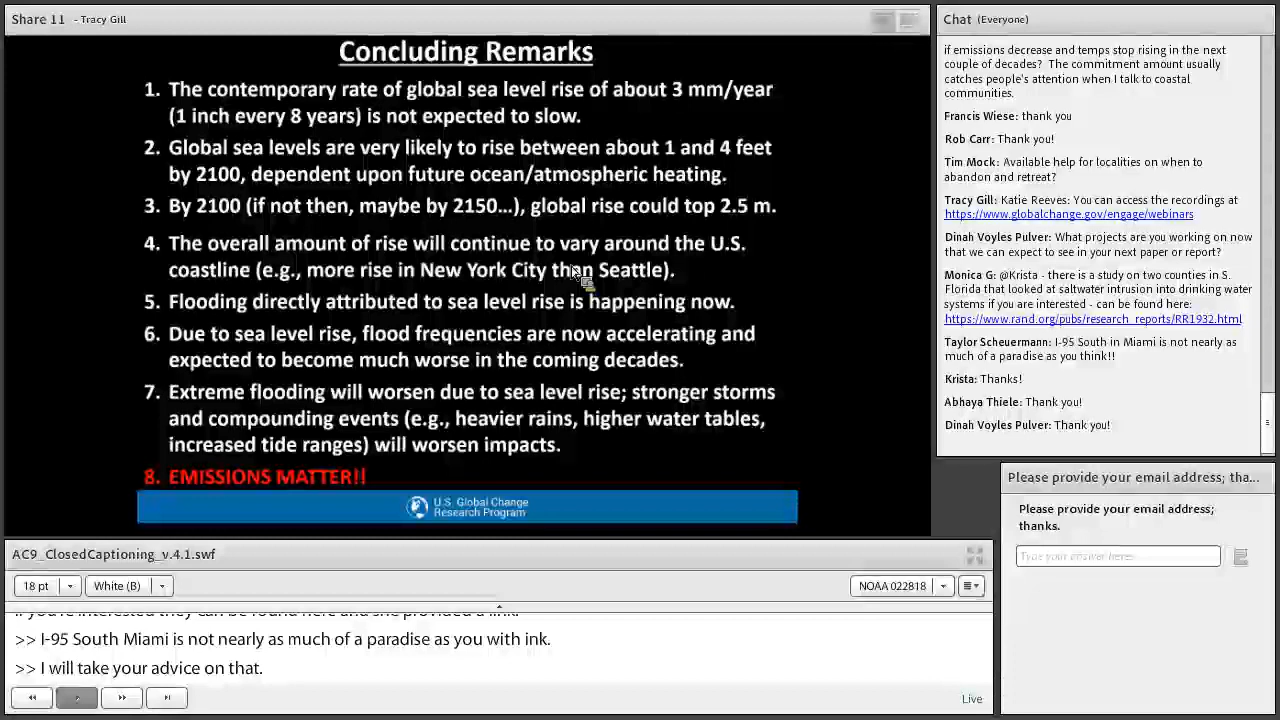 Share 11 - Tracy Gill
Concluding Remarks
1. The contemporary rate of global sea level rise of about 3 mm/year
(1 inch every 8 years) is not expected to slow.
2. Global sea levels are very likely to rise between about 1 and 4 feet
by 2100, dependent upon future ocean/atmospheric heating.
3. By 2100 (if not then, maybe by 2150…), global rise could top 2.5 m.
4. The overall amount of rise will continue to vary around the U.S.
coastline (e.g., more rise in New York City than Seattle).
5. Flooding directly attributed to sea level rise is happening now.
6. Due to sea level rise, flood frequencies are now accelerating and
expected to become much worse in the coming decades.
7. Extreme flooding will worsen due to sea level rise; stronger storms
and compounding events (e.g., heavier rains, higher water tables,
increased tide ranges) will worsen impacts.
8. EMISSIONS MATTER!!
U.S. Global Change
Research Program
Chat (Everyone)
if emissions decrease and temps stop rising in the next
couple of decades? The commitment amount usually
catches people's attention when I talk to coastal
communities.
Francis Wiese: thank you
Rob Carr: Thank you!
Tim Mock: Available help for localities on when to
abandon and retreat?
Tracy Gill: Katie Reeves: You can access the recordings at
https://www.globalchange.gov/engage/webinars
Dinah Voyles Pulver: What projects are you working on now
that we can expect to see in your next paper or report?
Monica G: @Krista - there is a study on two counties in S.
Florida that looked at saltwater intrusion into drinking water
systems if you are interested - can be found here:
https://www.rand.org/pubs/research_reports/RR1932.html
Taylor Scheuermann: I-95 South in Miami is not nearly as
much of a paradise as you think!!
Krista: Thanks!
Abhaya Thiele: Thank you!
Dinah Voyles Pulver: Thank you!
Please provide your email address; tha...
Please provide your email address;
thanks.
Type your answer here.
AC9_ClosedCaptioning_v.4.1.swf
18 pt White (B) NOAA 022818
if you're interested they can be found here and she provided a link.
>> I-95 South Miami is not nearly as much of a paradise as you with ink.
>> I will take your advice on that.
Live